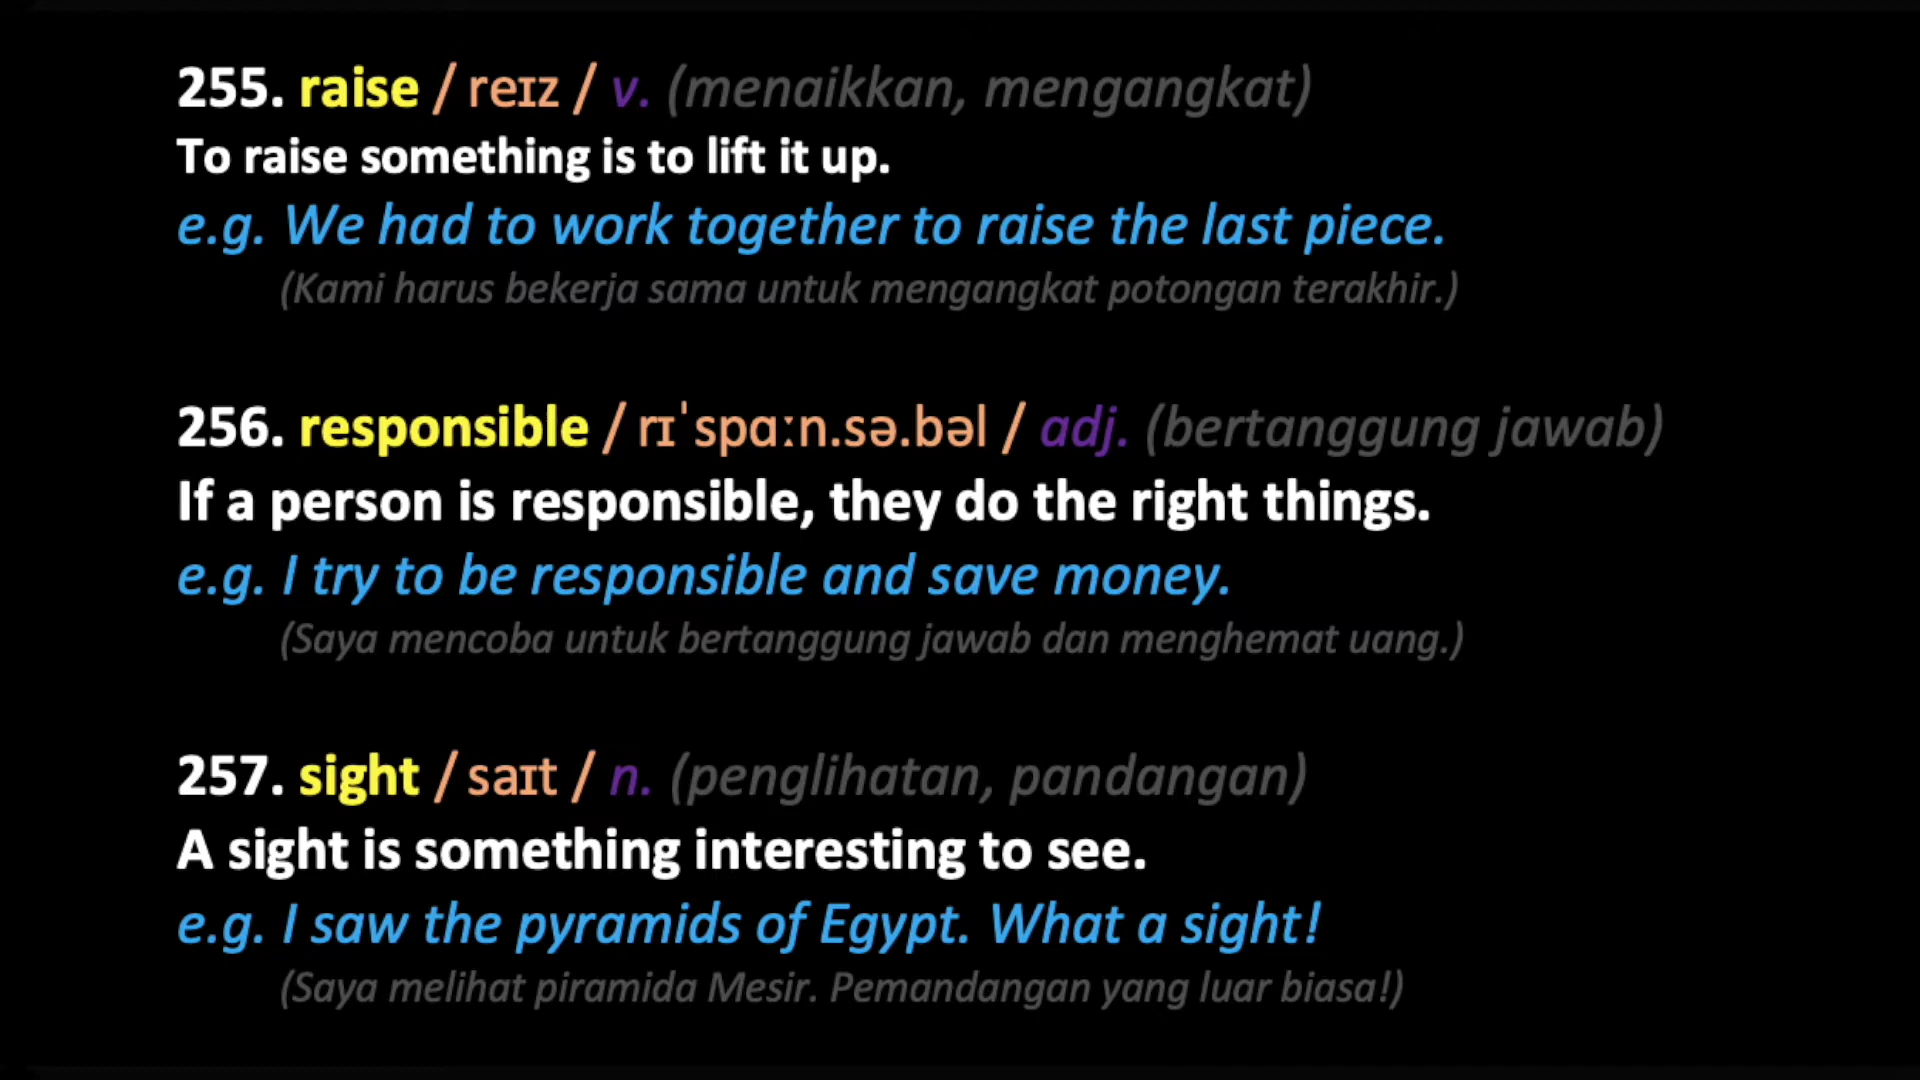 255. raise / reɪz / v. (menaikkan, mengangkat)
To raise something is to lift it up.
e.g. We had to work together to raise the last piece.
(Kami harus bekerja sama untuk mengangkat potongan terakhir.)
256. responsible / rɪˈspɑːn.sə.bəl / adj. (bertanggung jawab)
If a person is responsible, they do the right things.
e.g. I try to be responsible and save money.
(Saya mencoba untuk bertanggung jawab dan menghemat uang.)
257. sight / saɪt / n. (penglihatan, pandangan)
A sight is something interesting to see.
e.g. I saw the pyramids of Egypt. What a sight!
(Saya melihat piramida Mesir. Pemandangan yang luar biasa!)